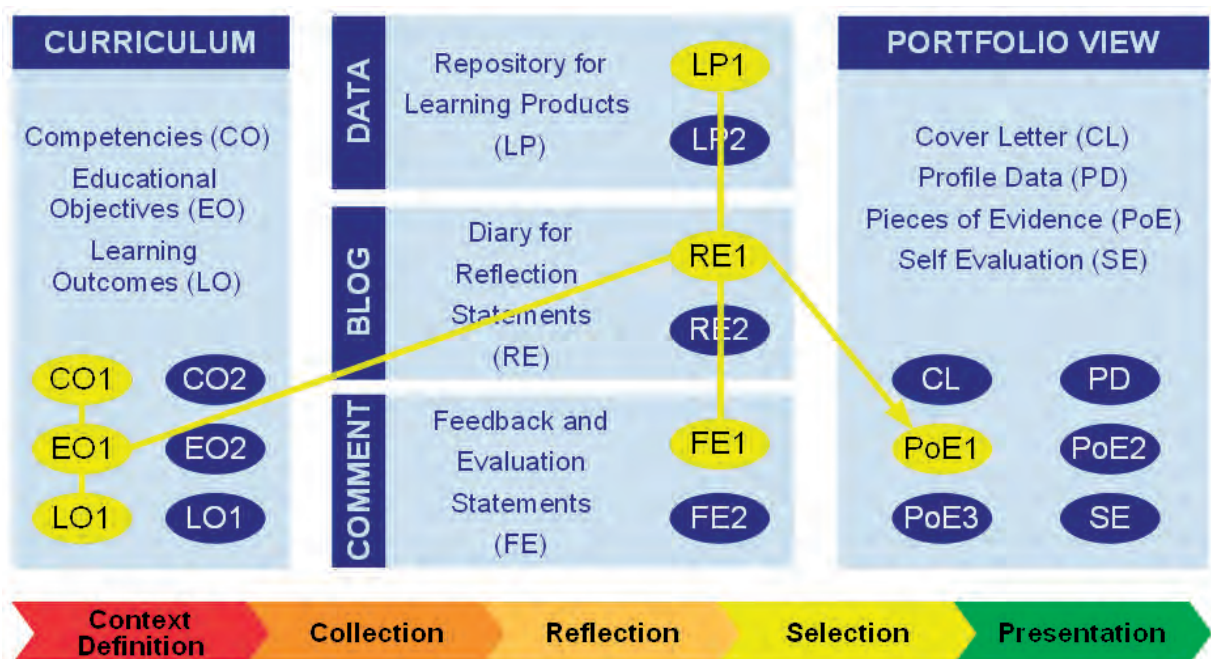 CURRICULUM
Competencies (CO)
Educational
Objectives (EO)
Learning
Outcomes (LO)
CO1 CO2
EO1 EO2
LO1 LO1
DATA
Repository for
Learning Products
(LP)
LP1
LP2
BLOG
Diary for
Reflection
Statements
(RE)
RE1
RE2
COMMENT
Feedback and
Evaluation
Statements
(FE)
FE1
FE2
PORTFOLIO VIEW
Cover Letter (CL)
Profile Data (PD)
Pieces of Evidence (PoE)
Self Evaluation (SE)
CL PD
PoE1 PoE2
PoE3 SE
Context
Definition
Collection
Reflection
Selection
Presentation